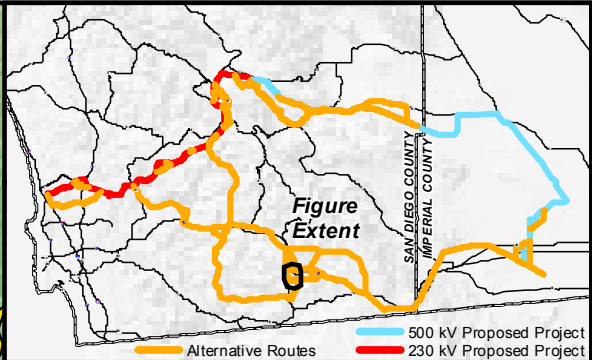 Figure
Extent
SAN DIEGO COUNTY
IMPERIAL COUNTY
500 kV Proposed Project
Alternative Routes
230 kV Proposed Project